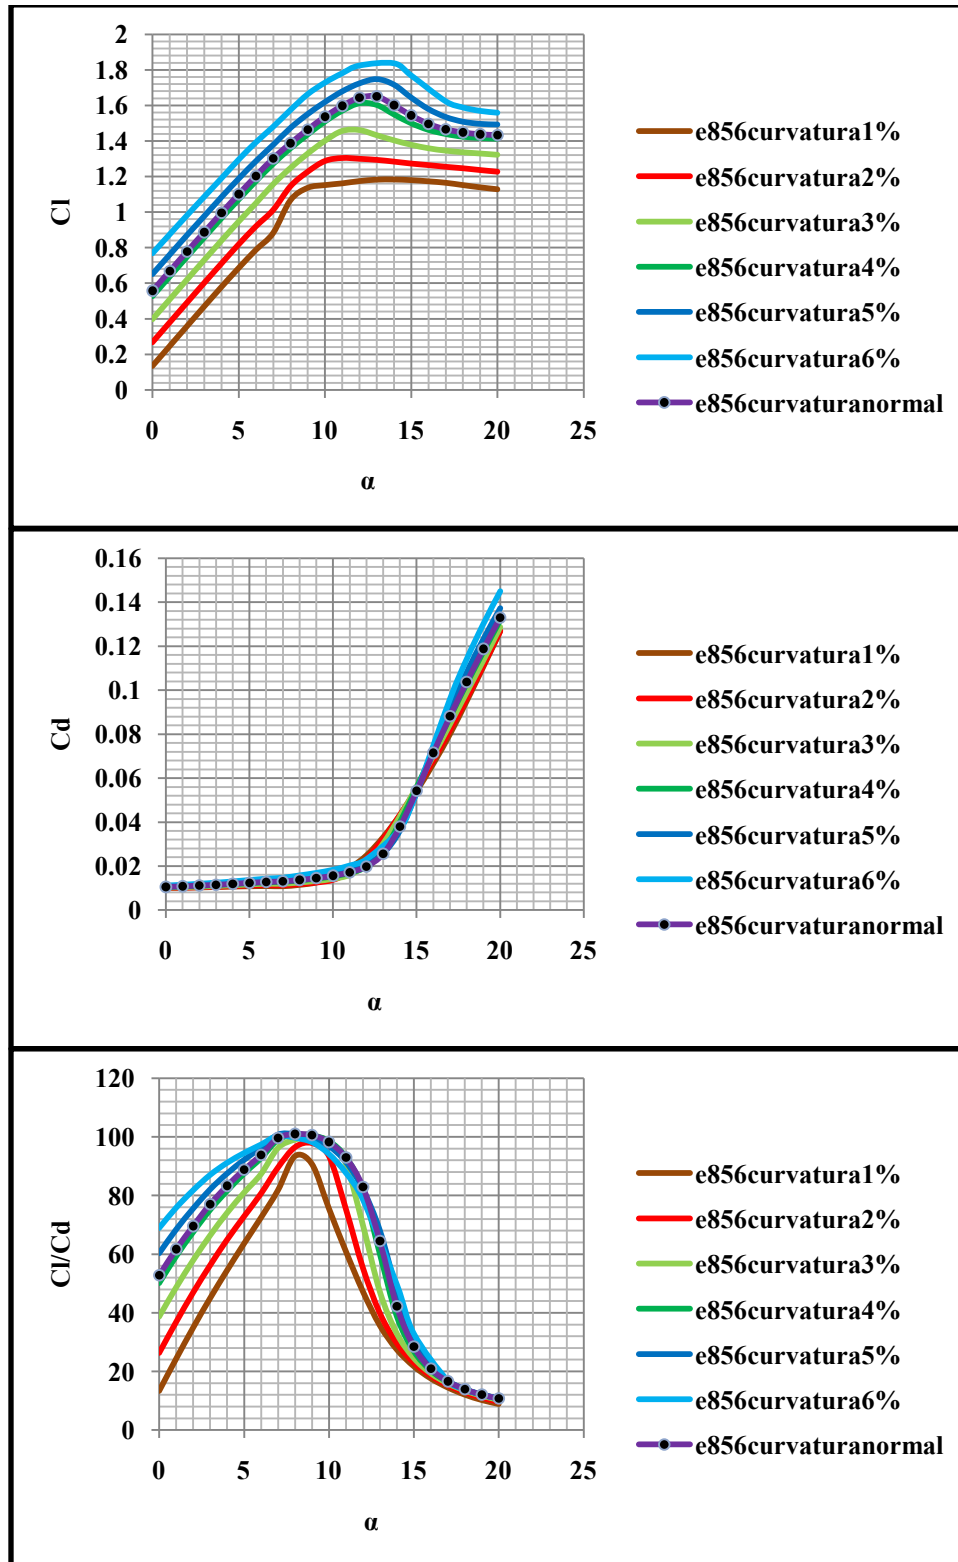 2
1.8
1.6
1.4
1.2
1
0.8
0.6
0.4
0.2
0
Cl
0 5 10 15 20 25
α
e856curvatura1%
e856curvatura2%
e856curvatura3%
e856curvatura4%
e856curvatura5%
e856curvatura6%
e856curvaturanormal
0.16
0.14
0.12
0.1
0.08
0.06
0.04
0.02
0
Cd
0 5 10 15 20 25
α
e856curvatura1%
e856curvatura2%
e856curvatura3%
e856curvatura4%
e856curvatura5%
e856curvatura6%
e856curvaturanormal
120
100
80
60
40
20
0
Cl/Cd
0 5 10 15 20 25
α
e856curvatura1%
e856curvatura2%
e856curvatura3%
e856curvatura4%
e856curvatura5%
e856curvatura6%
e856curvaturanormal